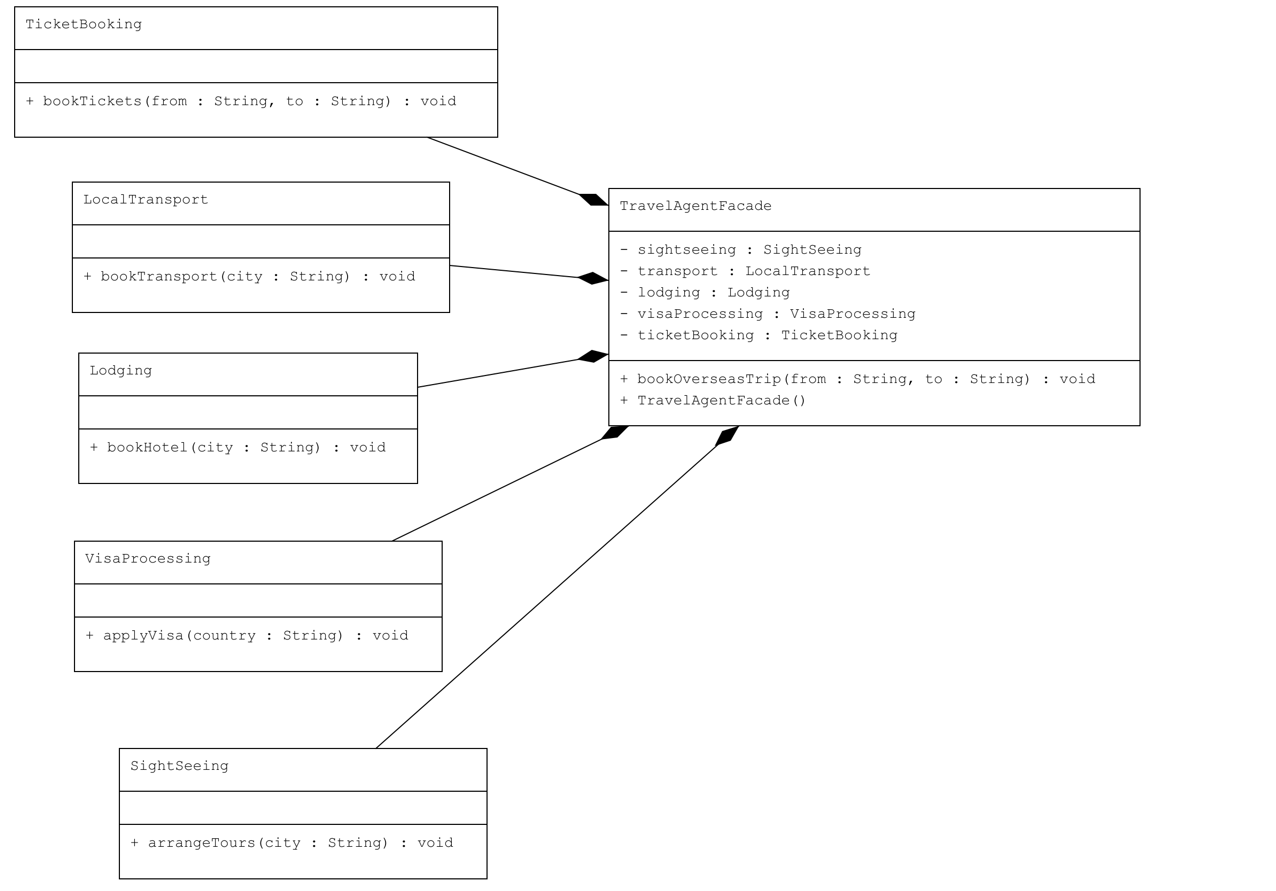 TicketBooking
+ bookTickets(from : String, to : String) : void
LocalTransport
+ bookTransport(city : String) : void
Lodging
+ bookHotel(city : String) : void
VisaProcessing
+ applyVisa(country : String) : void
SightSeeing
+ arrangeTours(city : String) : void
TravelAgentFacade
- sightseeing : SightSeeing
- transport : LocalTransport
- lodging : Lodging
- visaProcessing : VisaProcessing
- ticketBooking : TicketBooking
+ bookOverseasTrip(from : String, to : String) : void
+ TravelAgentFacade()